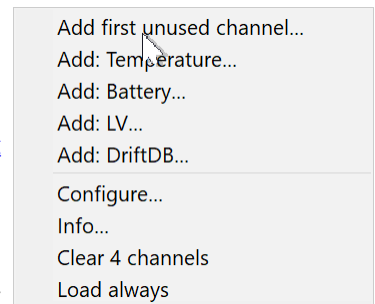 Add first unused channel...
Add: Temperature...
Add: Battery...
Add: LV...
Add: DriftDB...
Configure...
Info...
Clear 4 channels
Load always